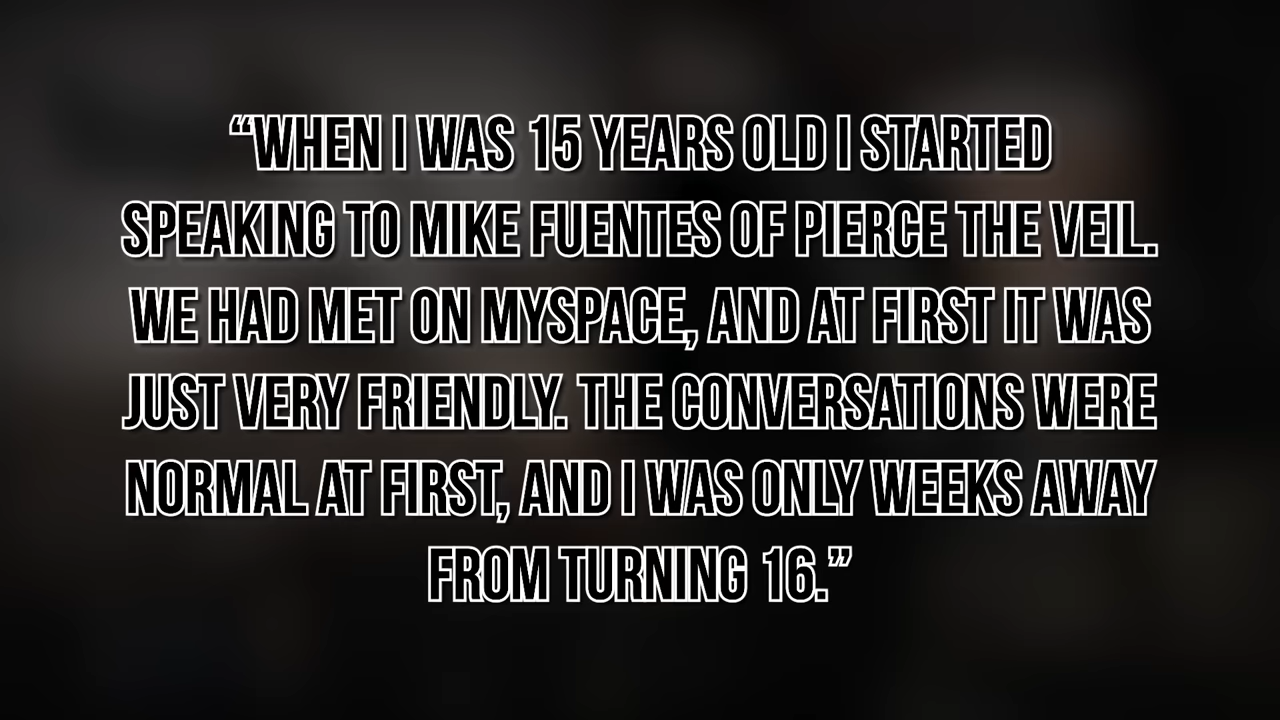 “WHEN I WAS 15 YEARS OLD I STARTED
SPEAKING TO MIKE FUENTES OF PIERCE THE VEIL.
WE HAD MET ON MYSPACE, AND AT FIRST IT WAS
JUST VERY FRIENDLY. THE CONVERSATIONS WERE
NORMAL AT FIRST, AND I WAS ONLY WEEKS AWAY
FROM TURNING 16.”